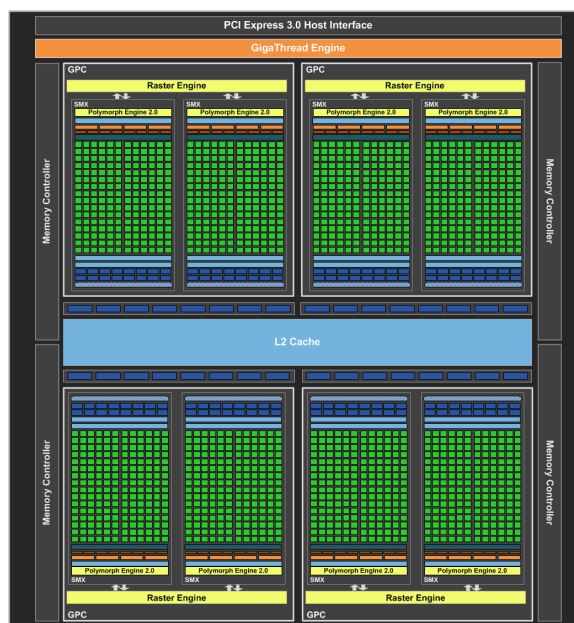 PCI Express 3.0 Host Interface
GigaThread Engine
GPC
Raster Engine
SMX
Polymorph Engine 2.0
Polymorph Engine 2.0
GPC
Raster Engine
SMX
Polymorph Engine 2.0
Polymorph Engine 2.0
Memory Controller
Memory Controller
L2 Cache
Memory Controller
Memory Controller
Polymorph Engine 2.0
SMX
Polymorph Engine 2.0
SMX
Raster Engine
GPC
Polymorph Engine 2.0
SMX
Polymorph Engine 2.0
SMX
Raster Engine
GPC